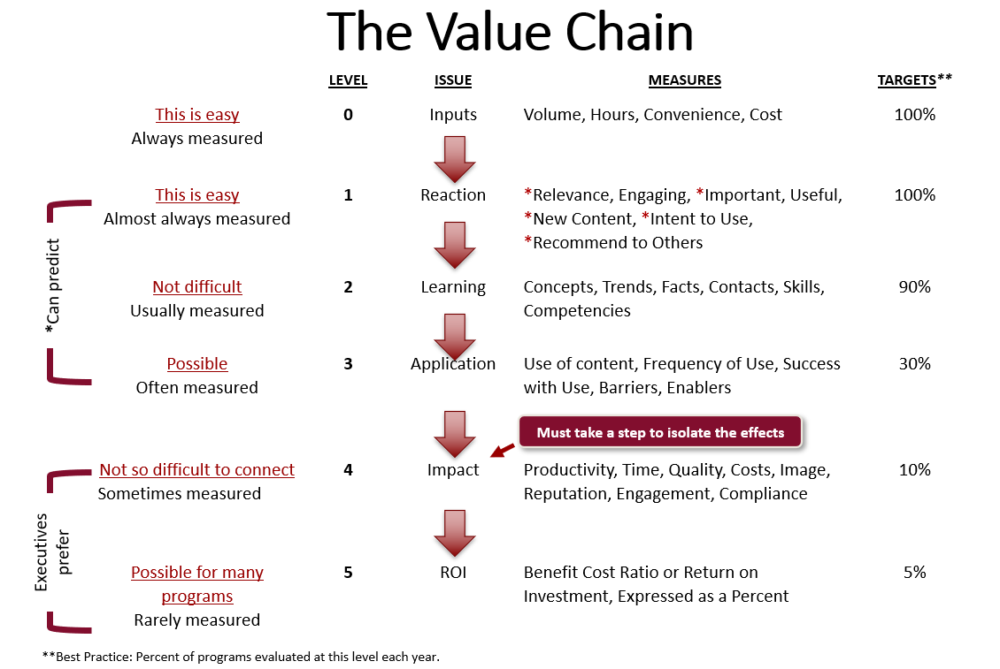 The Value Chain
LEVEL
ISSUE
MEASURES
TARGETS**
This is easy
Always measured
0
Inputs
Volume, Hours, Convenience, Cost
100%
*Can predict
This is easy
Almost always measured
1
Reaction
*Relevance, Engaging, *Important, Useful,
*New Content, *Intent to Use,
*Recommend to Others
100%
Not difficult
Usually measured
2
Learning
Concepts, Trends, Facts, Contacts, Skills,
Competencies
90%
Possible
Often measured
3
Application
Use of content, Frequency of Use, Success
with Use, Barriers, Enablers
30%
Must take a step to isolate the effects
Executives
prefer
Not so difficult to connect
Sometimes measured
4
Impact
Productivity, Time, Quality, Costs, Image,
Reputation, Engagement, Compliance
10%
Possible for many
programs
Rarely measured
5
ROI
Benefit Cost Ratio or Return on
Investment, Expressed as a Percent
5%
**Best Practice: Percent of programs evaluated at this level each year.